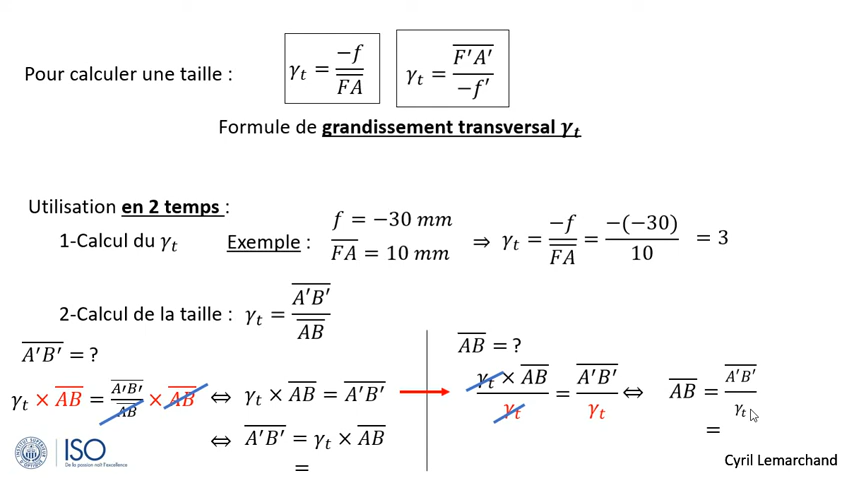 Pour calculer une taille : γt = −f / FA γt = F′A′ / −f′
Formule de grandissement transversal γt
Utilisation en 2 temps :
1-Calcul du γt Exemple : f = −30 mm
FA = 10 mm ⇒ γt = −f / FA = −(−30) / 10 = 3
2-Calcul de la taille : γt = A′B′ / AB
A′B′ = ?
γt × AB = A′B′ / AB × AB ⇔ γt × AB = A′B′
⇔ A′B′ = γt × AB
=
AB = ?
γt × AB / γt = A′B′ / γt ⇔ AB = A′B′ / γt
=
ISO
De la passion naît l'excellence
Cyril Lemarchand